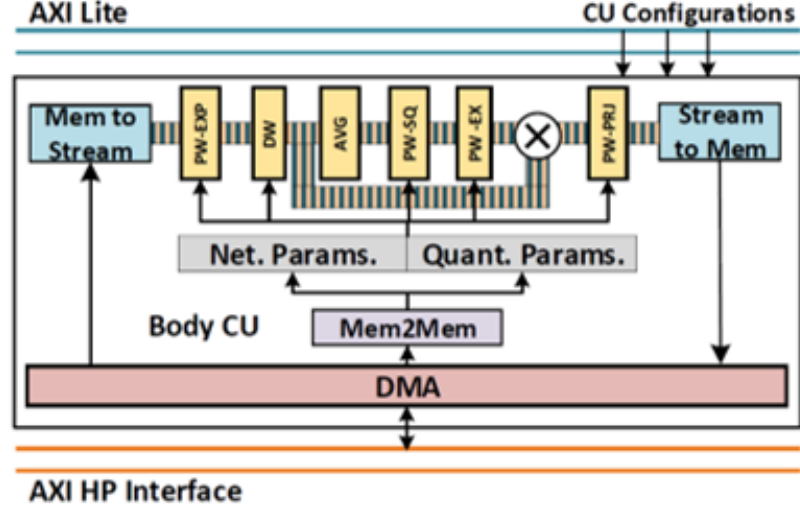 AXI Lite
CU Configurations
Mem to
Stream
PW-EXP
DW
AVG
PW-SQ
PW-EX
PW-PRJ
Stream
to Mem
Net. Params.
Quant. Params.
Body CU
Mem2Mem
DMA
AXI HP Interface